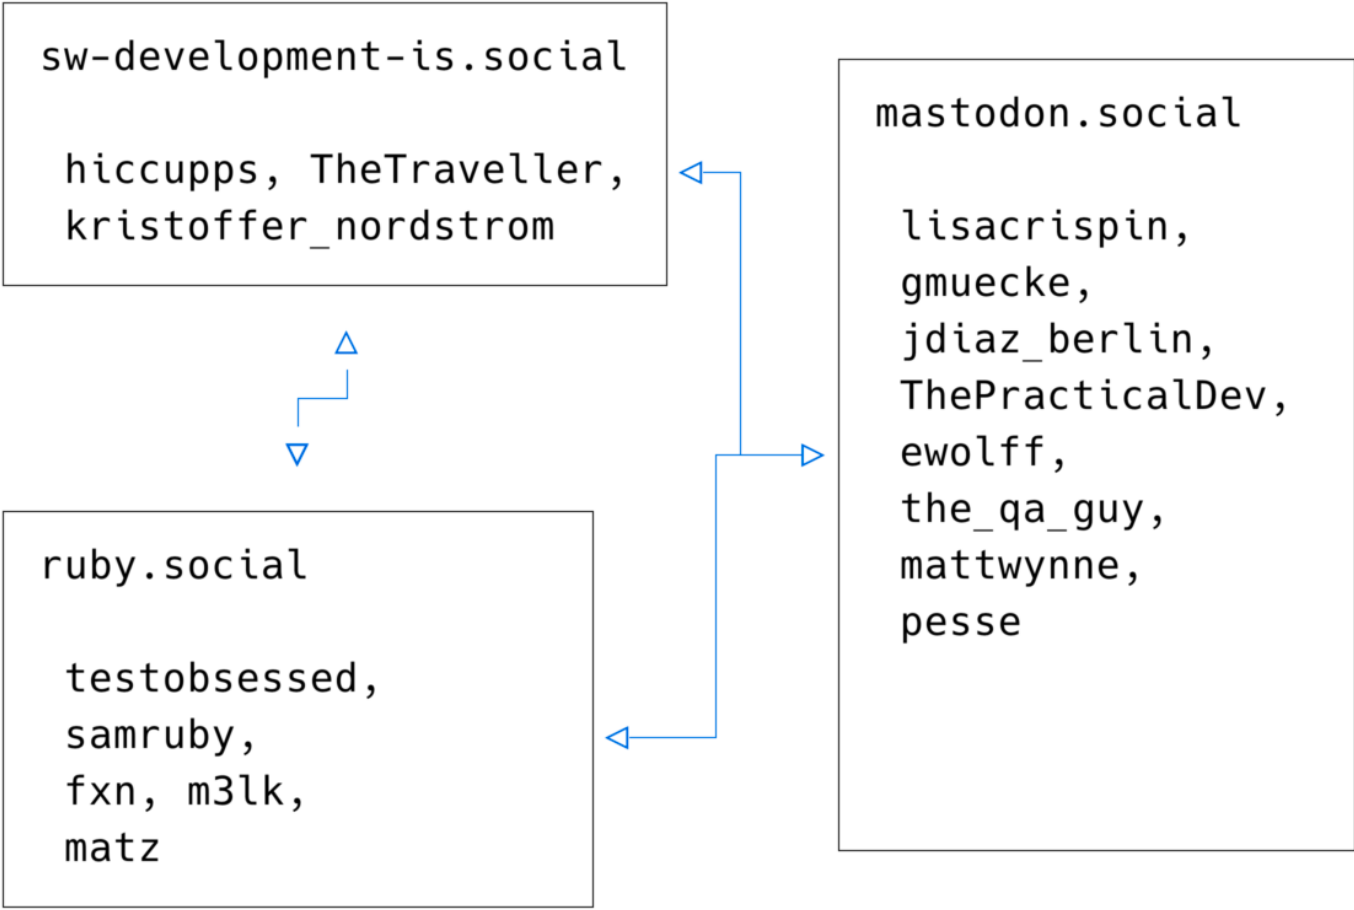 sw-development-is.social
hiccupps, TheTraveller,
kristoffer_nordstrom
ruby.social
testobsessed,
samruby,
fxn, m3lk,
matz
mastodon.social
lisacrispin,
gmuecke,
jdiaz_berlin,
ThePracticalDev,
ewolff,
the_qa_guy,
mattwynne,
pesse